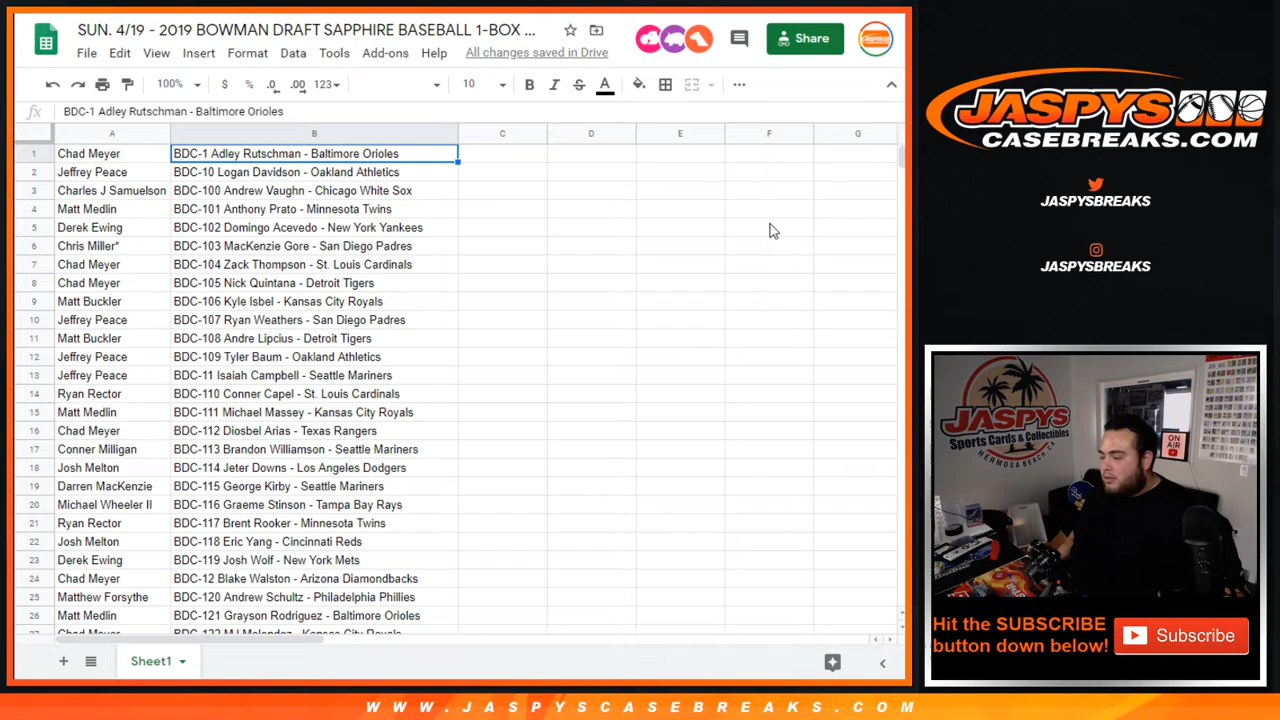 SUN. 4/19 - 2019 BOWMAN DRAFT SAPPHIRE BASEBALL 1-BOX ...
File Edit View Insert Format Data Tools Add-ons Help All changes saved in Drive
Share
100% $ % .0 .00 123 10 B I S A
fx BDC-1 Adley Rutschman - Baltimore Orioles
A B C D E F G
1 Chad Meyer BDC-1 Adley Rutschman - Baltimore Orioles
2 Jeffrey Peace BDC-10 Logan Davidson - Oakland Athletics
3 Charles J Samuelson BDC-100 Andrew Vaughn - Chicago White Sox
4 Matt Medlin BDC-101 Anthony Prato - Minnesota Twins
5 Derek Ewing BDC-102 Domingo Acevedo - New York Yankees
6 Chris Miller* BDC-103 MacKenzie Gore - San Diego Padres
7 Chad Meyer BDC-104 Zack Thompson - St. Louis Cardinals
8 Chad Meyer BDC-105 Nick Quintana - Detroit Tigers
9 Matt Buckler BDC-106 Kyle Isbel - Kansas City Royals
10 Jeffrey Peace BDC-107 Ryan Weathers - San Diego Padres
11 Matt Buckler BDC-108 Andre Lipcius - Detroit Tigers
12 Jeffrey Peace BDC-109 Tyler Baum - Oakland Athletics
13 Jeffrey Peace BDC-11 Isaiah Campbell - Seattle Mariners
14 Ryan Rector BDC-110 Conner Capel - St. Louis Cardinals
15 Matt Medlin BDC-111 Michael Massey - Kansas City Royals
16 Chad Meyer BDC-112 Diosbel Arias - Texas Rangers
17 Conner Milligan BDC-113 Brandon Williamson - Seattle Mariners
18 Josh Melton BDC-114 Jeter Downs - Los Angeles Dodgers
19 Darren MacKenzie BDC-115 George Kirby - Seattle Mariners
20 Michael Wheeler II BDC-116 Graeme Stinson - Tampa Bay Rays
21 Ryan Rector BDC-117 Brent Rooker - Minnesota Twins
22 Josh Melton BDC-118 Eric Yang - Cincinnati Reds
23 Derek Ewing BDC-119 Josh Wolf - New York Mets
24 Chad Meyer BDC-12 Blake Walston - Arizona Diamondbacks
25 Matthew Forsythe BDC-120 Andrew Schultz - Philadelphia Phillies
26 Matt Medlin BDC-121 Grayson Rodriguez - Baltimore Orioles
27 Chad Meyer BDC-122 MJ Melendez - Kansas City Royals
Sheet1
JASPYS
CASEBREAKS.COM
JASPYSBREAKS
JASPYSBREAKS
JASPYS
Sports Cards & Collectibles
HERMOSA BEACH, CA
ON AIR
Hit the SUBSCRIBE
button down below!
Subscribe
WWW.JASPYSCASEBREAKS.COM